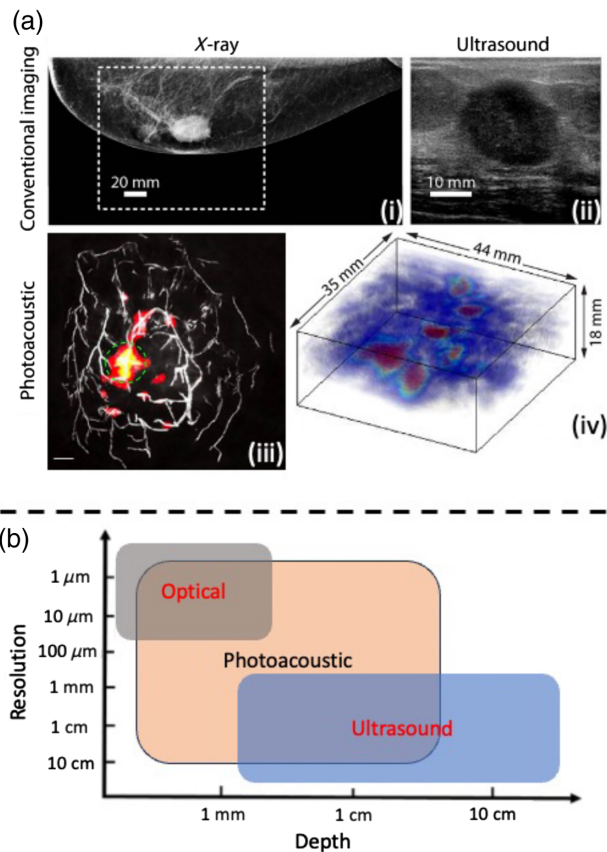 (a)
X-ray
Ultrasound
Conventional imaging
20 mm
(i)
10 mm
(ii)
Photoacoustic
(iii)
35 mm
44 mm
18 mm
(iv)
(b)
Resolution
1 μm
10 μm
100 μm
1 mm
1 cm
10 cm
Optical
Photoacoustic
Ultrasound
1 mm
1 cm
10 cm
Depth